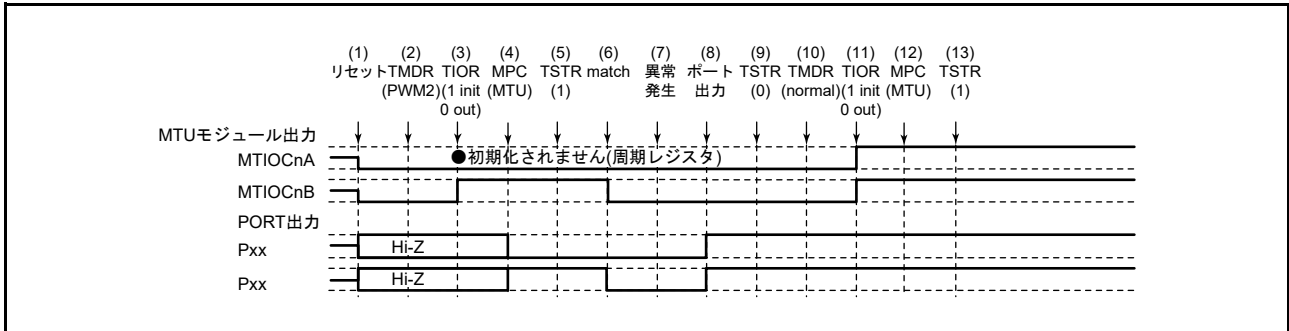 (1) (2) (3) (4) (5) (6) (7) (8) (9) (10) (11) (12) (13)
リセット TMDR TIOR MPC TSTR match 異常 ポート TSTR TMDR TIOR MPC TSTR
(PWM2) (1 init (MTU) (1) 発生 出力 (0) (normal) (1 init (MTU) (1)
0 out) 0 out)
MTUモジュール出力
MTIOCnA ●初期化されません(周期レジスタ)
MTIOCnB
PORT出力
Pxx Hi-Z
Pxx Hi-Z